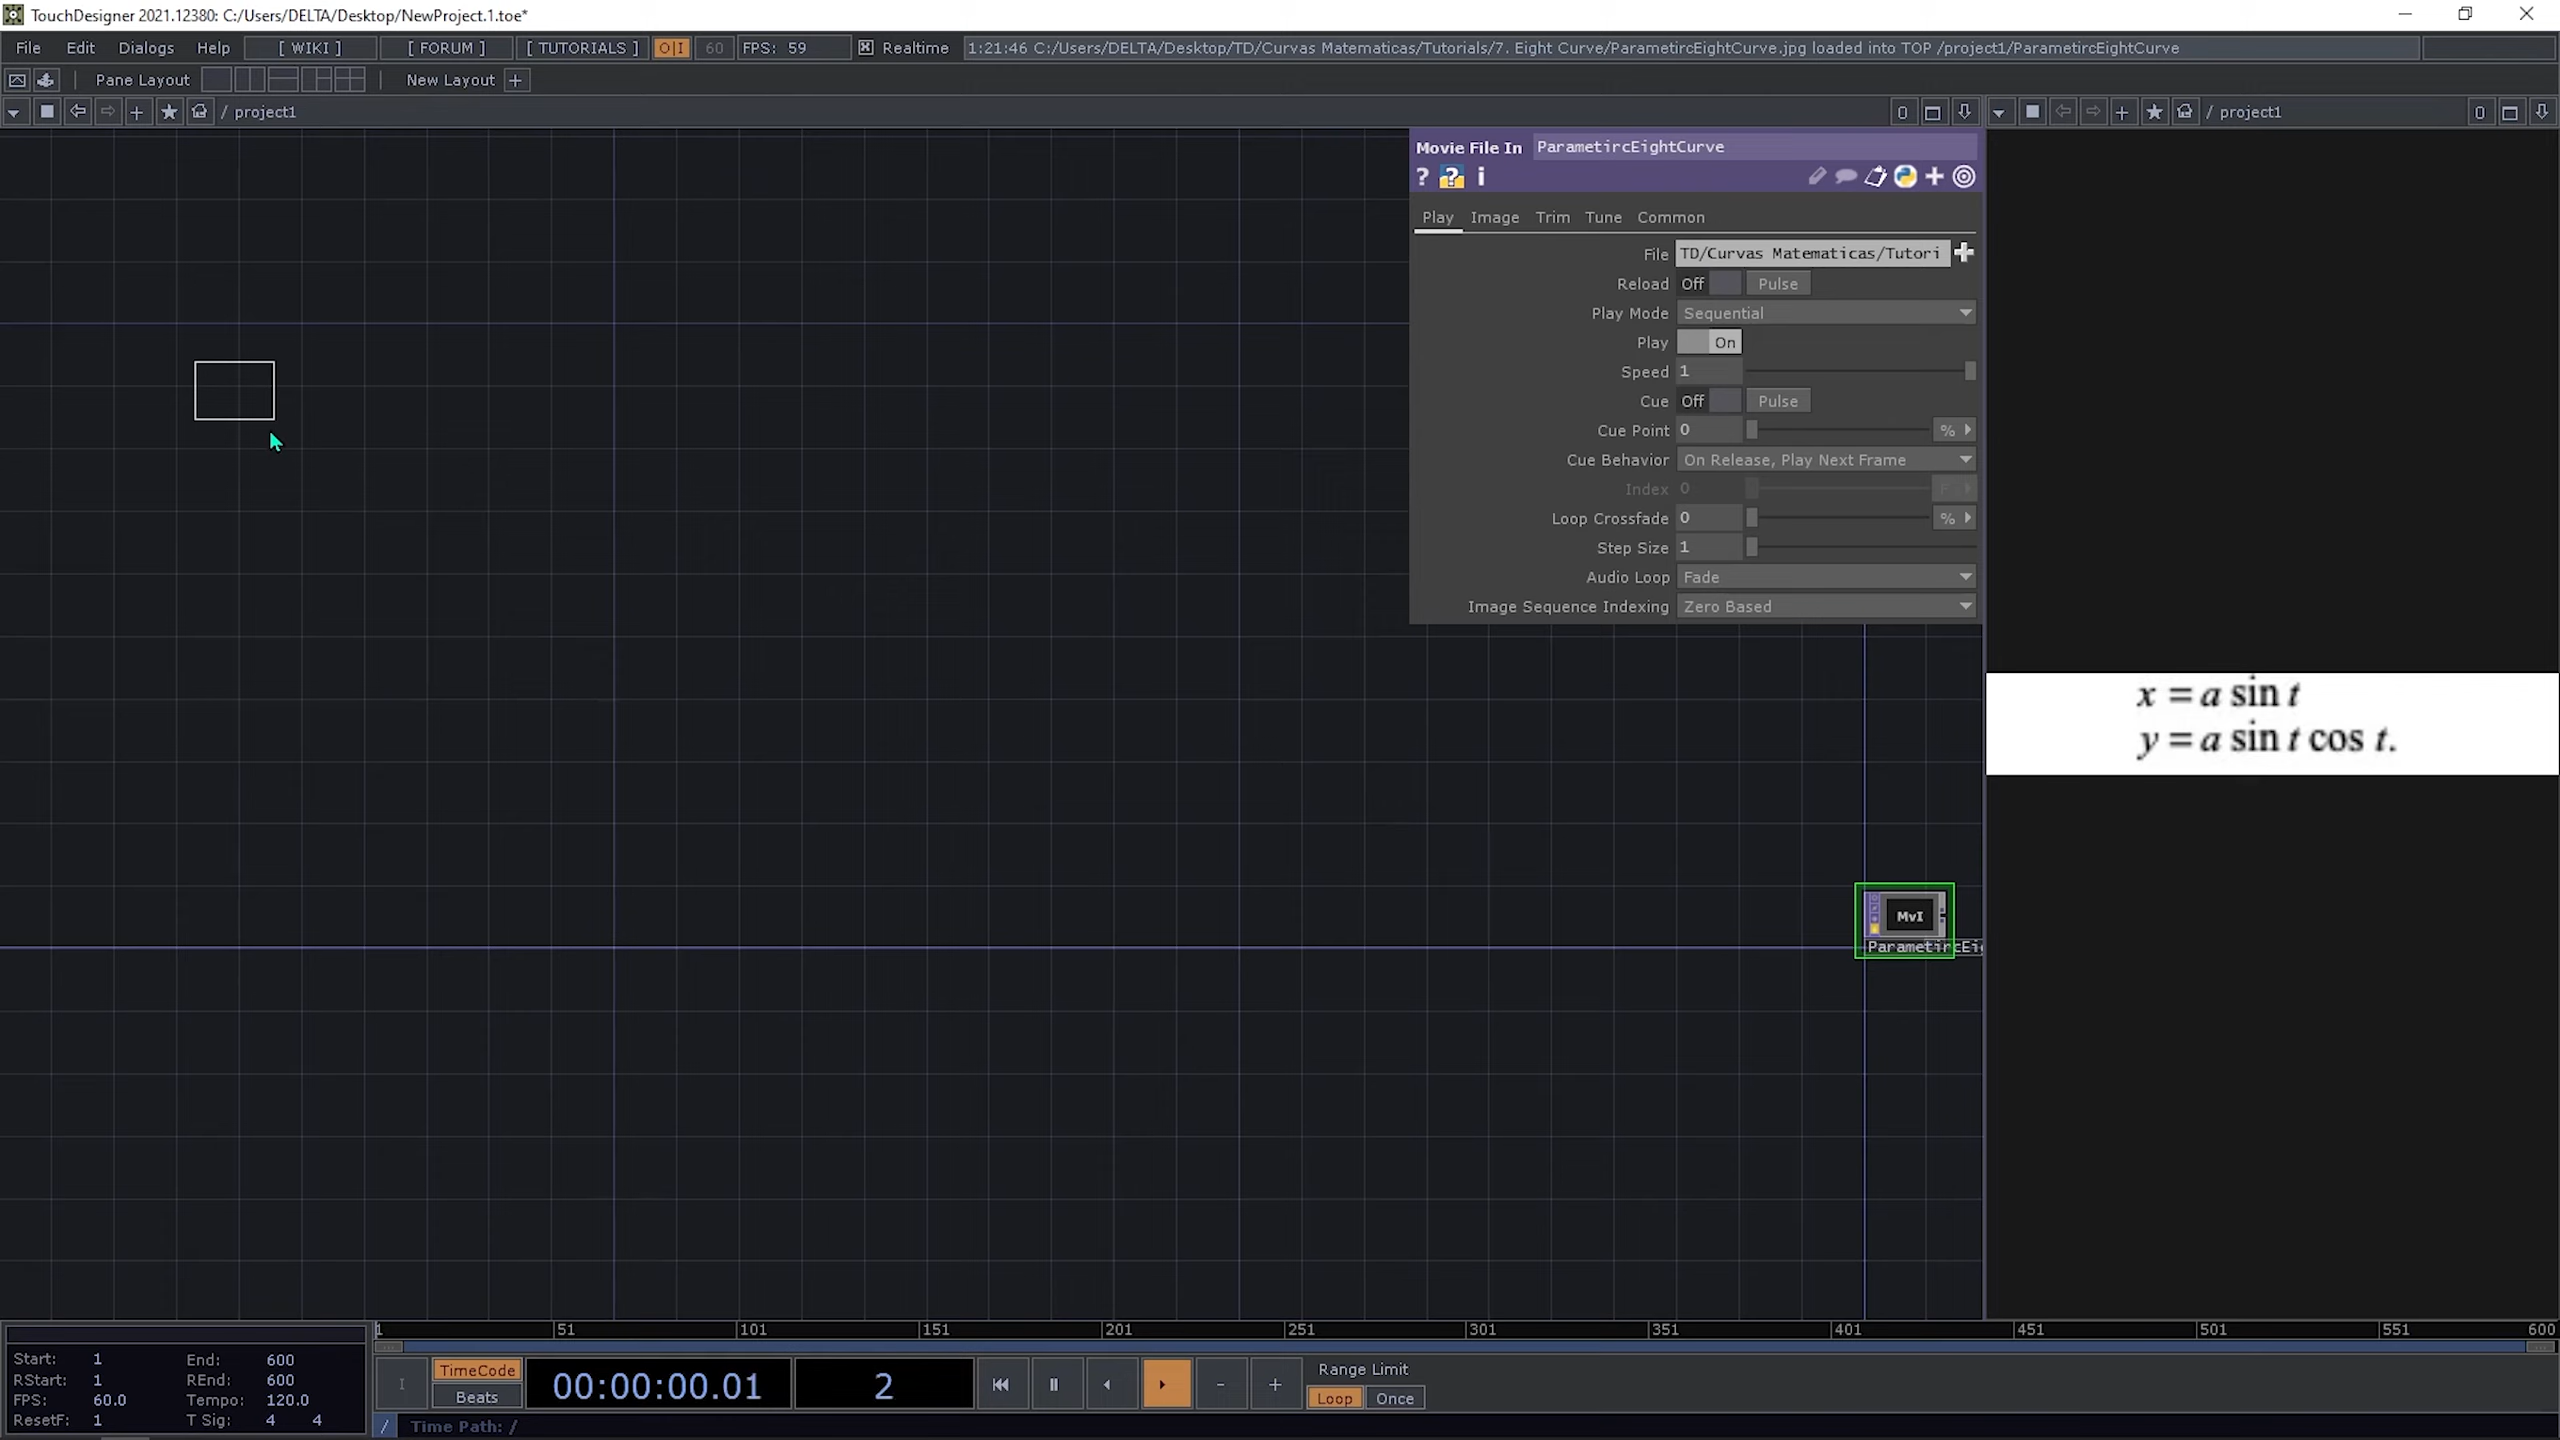 TouchDesigner 2021.12380: C:/Users/DELTA/Desktop/NewProject.1.toe*
File Edit Dialogs Help [ WIKI ] [ FORUM ] [ TUTORIALS ] O|I 60 FPS: 59 Realtime 1:21:46 C:/Users/DELTA/Desktop/TD/Curvas Matematicas/Tutorials/7. Eight Curve/ParametircEightCurve.jpg loaded into TOP /project1/ParametircEightCurve
Pane Layout New Layout +
/ project1 0 / project1 0
Movie File In ParametircEightCurve
? ? i
Play Image Trim Tune Common
File TD/Curvas Matematicas/Tutori
Reload Off Pulse
Play Mode Sequential
Play On
Speed 1
Cue Off Pulse
Cue Point 0 %
Cue Behavior On Release, Play Next Frame
Index 0
Loop Crossfade 0 %
Step Size 1
Audio Loop Fade
Image Sequence Indexing Zero Based
x = a sin t
y = a sin t cos t.
MvI
ParametircEi
1 51 101 151 201 251 301 351 401 451 501 551 600
Start: 1 End: 600
RStart: 1 REnd: 600
FPS: 60.0 Tempo: 120.0
ResetF: 1 T Sig: 4 4
I TimeCode Beats 00:00:00.01 2 - + Range Limit
Loop Once
/ Time Path: /